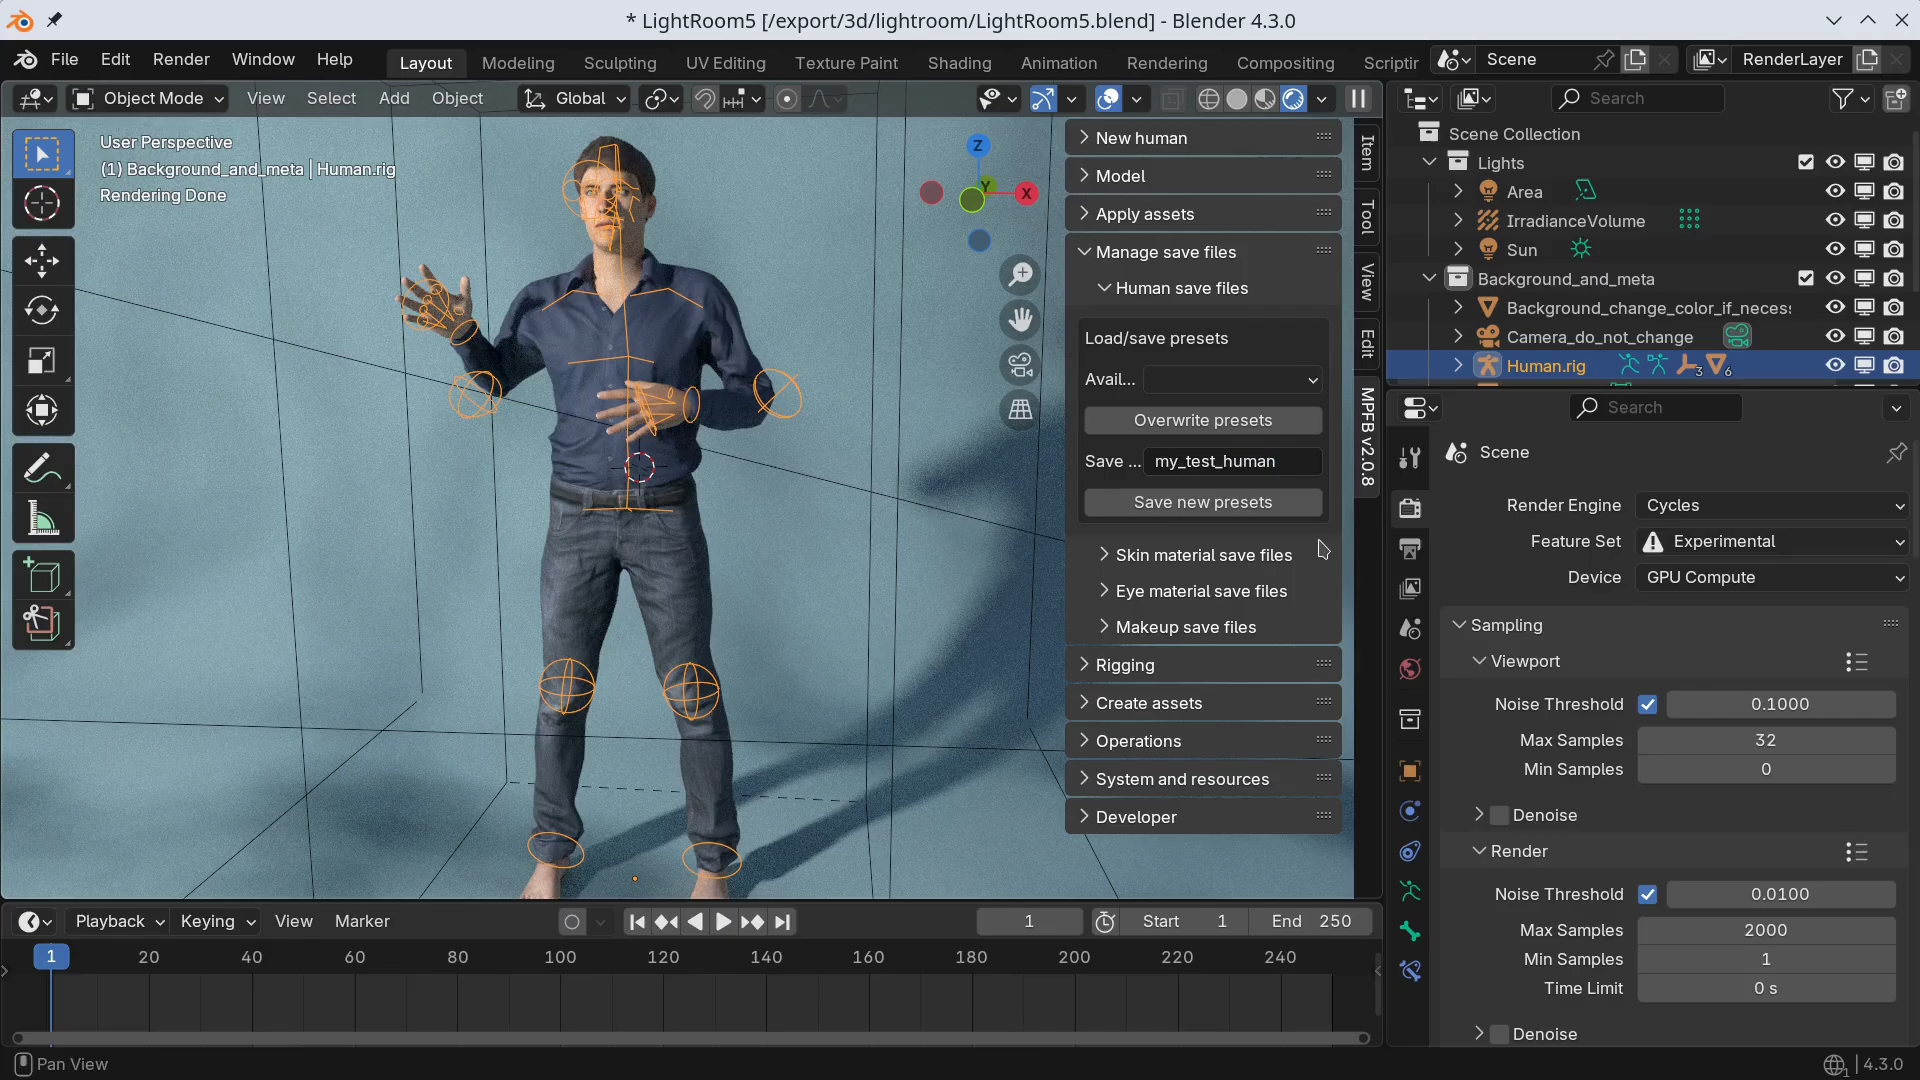 * LightRoom5 [/export/3d/lightroom/LightRoom5.blend] - Blender 4.3.0
File Edit Render Window Help Layout Modeling Sculpting UV Editing Texture Paint Shading Animation Rendering Compositing Scriptin Scene RenderLayer
Object Mode View Select Add Object Global
User Perspective
(1) Background_and_meta | Human.rig
Rendering Done
Z
Y
X
New human
Model
Apply assets
Manage save files
Human save files
Load/save presets
Avail...
Overwrite presets
Save ... my_test_human
Save new presets
Skin material save files
Eye material save files
Makeup save files
Rigging
Create assets
Operations
System and resources
Developer
Item
Tool
View
Edit
MPFB v2.0.8
Search
Scene Collection
Lights
Area
IrradianceVolume
Sun
Background_and_meta
Background_change_color_if_necess
Camera_do_not_change
Human.rig 3 6
Search
Scene
Render Engine Cycles
Feature Set Experimental
Device GPU Compute
Sampling
Viewport
Noise Threshold 0.1000
Max Samples 32
Min Samples 0
Denoise
Render
Noise Threshold 0.0100
Max Samples 2000
Min Samples 1
Time Limit 0 s
Denoise
Playback Keying View Marker 1 Start 1 End 250
1 20 40 60 80 100 120 140 160 180 200 220 240
Pan View
1 4.3.0